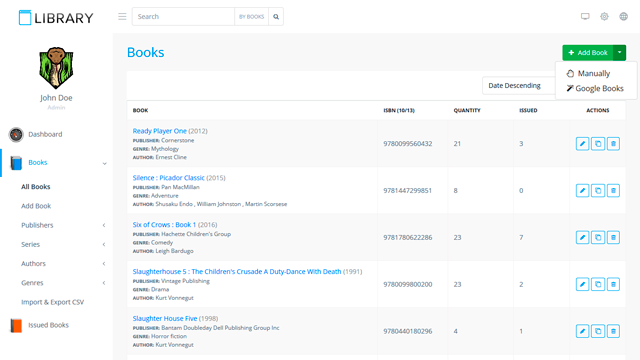 LIBRARY
Search
BY BOOKS
John Doe
Admin
Dashboard
Books
All Books
Add Book
Publishers
Series
Authors
Genres
Import & Export CSV
Issued Books
Books
Add Book
Manually
Google Books
Date Descending
BOOK ISBN (10/13) QUANTITY ISSUED ACTIONS
Ready Player One (2012)
PUBLISHER: Cornerstone
GENRE: Mythology
AUTHOR: Ernest Cline
9780099560432 21 3
Silence : Picador Classic (2015)
PUBLISHER: Pan MacMillan
GENRE: Adventure
AUTHOR: Shusaku Endo , William Johnston , Martin Scorsese
9781447299851 8 0
Six of Crows : Book 1 (2016)
PUBLISHER: Hachette Children's Group
GENRE: Comedy
AUTHOR: Leigh Bardugo
9781780622286 23 7
Slaughterhouse 5 : The Children's Crusade A Duty-Dance With Death (1991)
PUBLISHER: Vintage Publishing
GENRE: Drama
AUTHOR: Kurt Vonnegut
9780099800200 23 2
Slaughter House Five (1998)
PUBLISHER: Bantam Doubleday Dell Publishing Group Inc
GENRE: Horror fiction
AUTHOR: Kurt Vonnegut
9780440180296 4 1